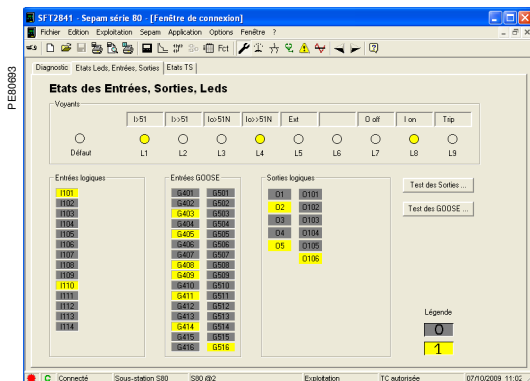 PE80693
SFT2841 - Sepam série 80 - [Fenêtre de connexion]
Fichier Edition Exploitation Sepam Application Options Fenêtre ?
Fct
Diagnostic Etats Leds, Entrées, Sorties Etats TS
Etats des Entrées, Sorties, Leds
Voyants
I>51 I>>51 Io>51N Io>>51N Ext O off I on Trip
Défaut L1 L2 L3 L4 L5 L6 L7 L8 L9
Entrées logiques
I101
I102
I103
I104
I105
I106
I107
I108
I109
I110
I111
I112
I113
I114
Entrées GOOSE
G401 G501
G402 G502
G403 G503
G404 G504
G405 G505
G406 G506
G407 G507
G408 G508
G409 G509
G410 G510
G411 G511
G412 G512
G413 G513
G414 G514
G415 G515
G416 G516
Sorties logiques
O1 O101
O2 O102
O3 O103
O4 O104
O5 O105
O106
Test des Sorties ...
Test des GOOSE ...
Légende
0
1
C Connecté Sous-station S80 S80 @2 Exploitation TC autorisée 07/10/2009 11:02